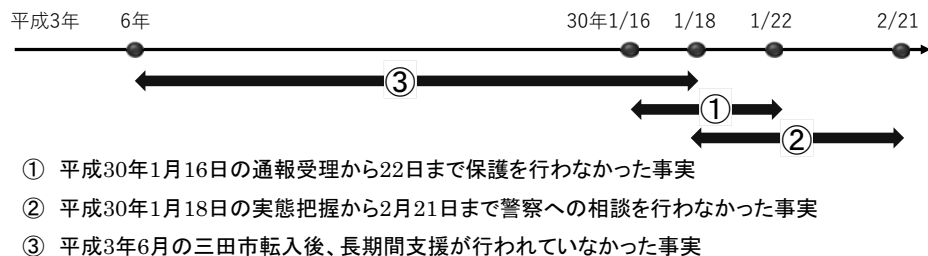 平成3年 6年 30年1/16 1/18 1/22 2/21
③
①
②
① 平成30年1月16日の通報受理から22日まで保護を行わなかった事実
② 平成30年1月18日の実態把握から2月21日まで警察への相談を行わなかった事実
③ 平成3年6月の三田市転入後、長期間支援が行われていなかった事実